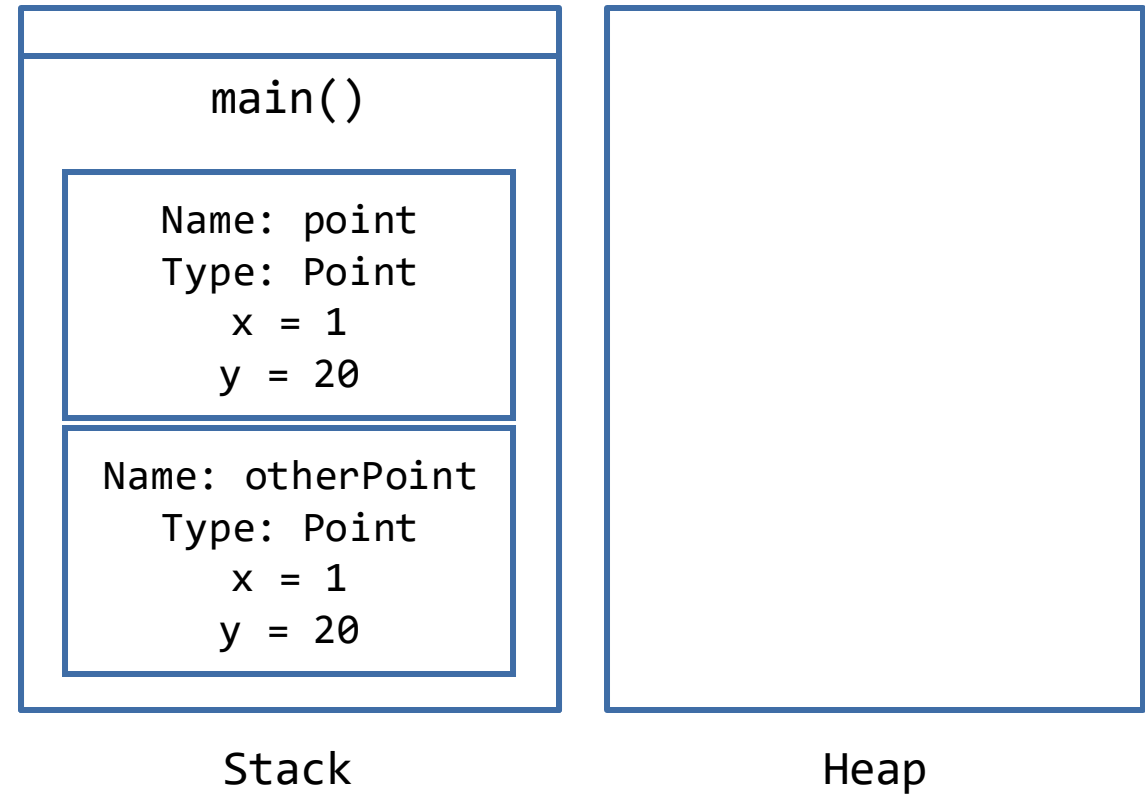 main()
Name: point
Type: Point
x = 1
y = 20
Name: otherPoint
Type: Point
x = 1
y = 20
Stack
Heap